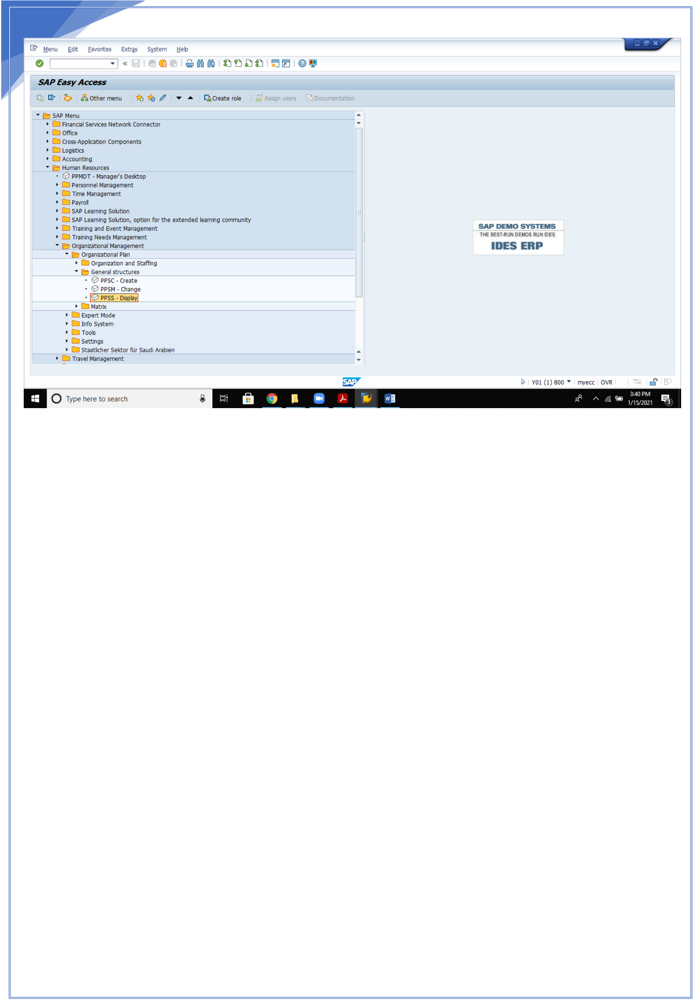 Menu Edit Favorites Extras System Help
SAP Easy Access
Other menu Create role Assign users Documentation
SAP Menu
Financial Services Network Connector
Office
Cross-Application Components
Logistics
Accounting
Human Resources
PPMDT - Manager's Desktop
Personnel Management
Time Management
Payroll
SAP Learning Solution
SAP Learning Solution, option for the extended learning community
Training and Event Management
Training Needs Management
Organizational Management
Organizational Plan
Organization and Staffing
General structures
PPSC - Create
PPSM - Change
PPSS - Display
Matrix
Expert Mode
Info System
Tools
Settings
Staatlicher Sektor für Saudi Arabien
Travel Management
SAP DEMO SYSTEMS
THE BEST-RUN DEMOS RUN IDES
IDES ERP
SAP
Y01 (1) 800 myecc OVR
Type here to search
3:40 PM
1/15/2021
3